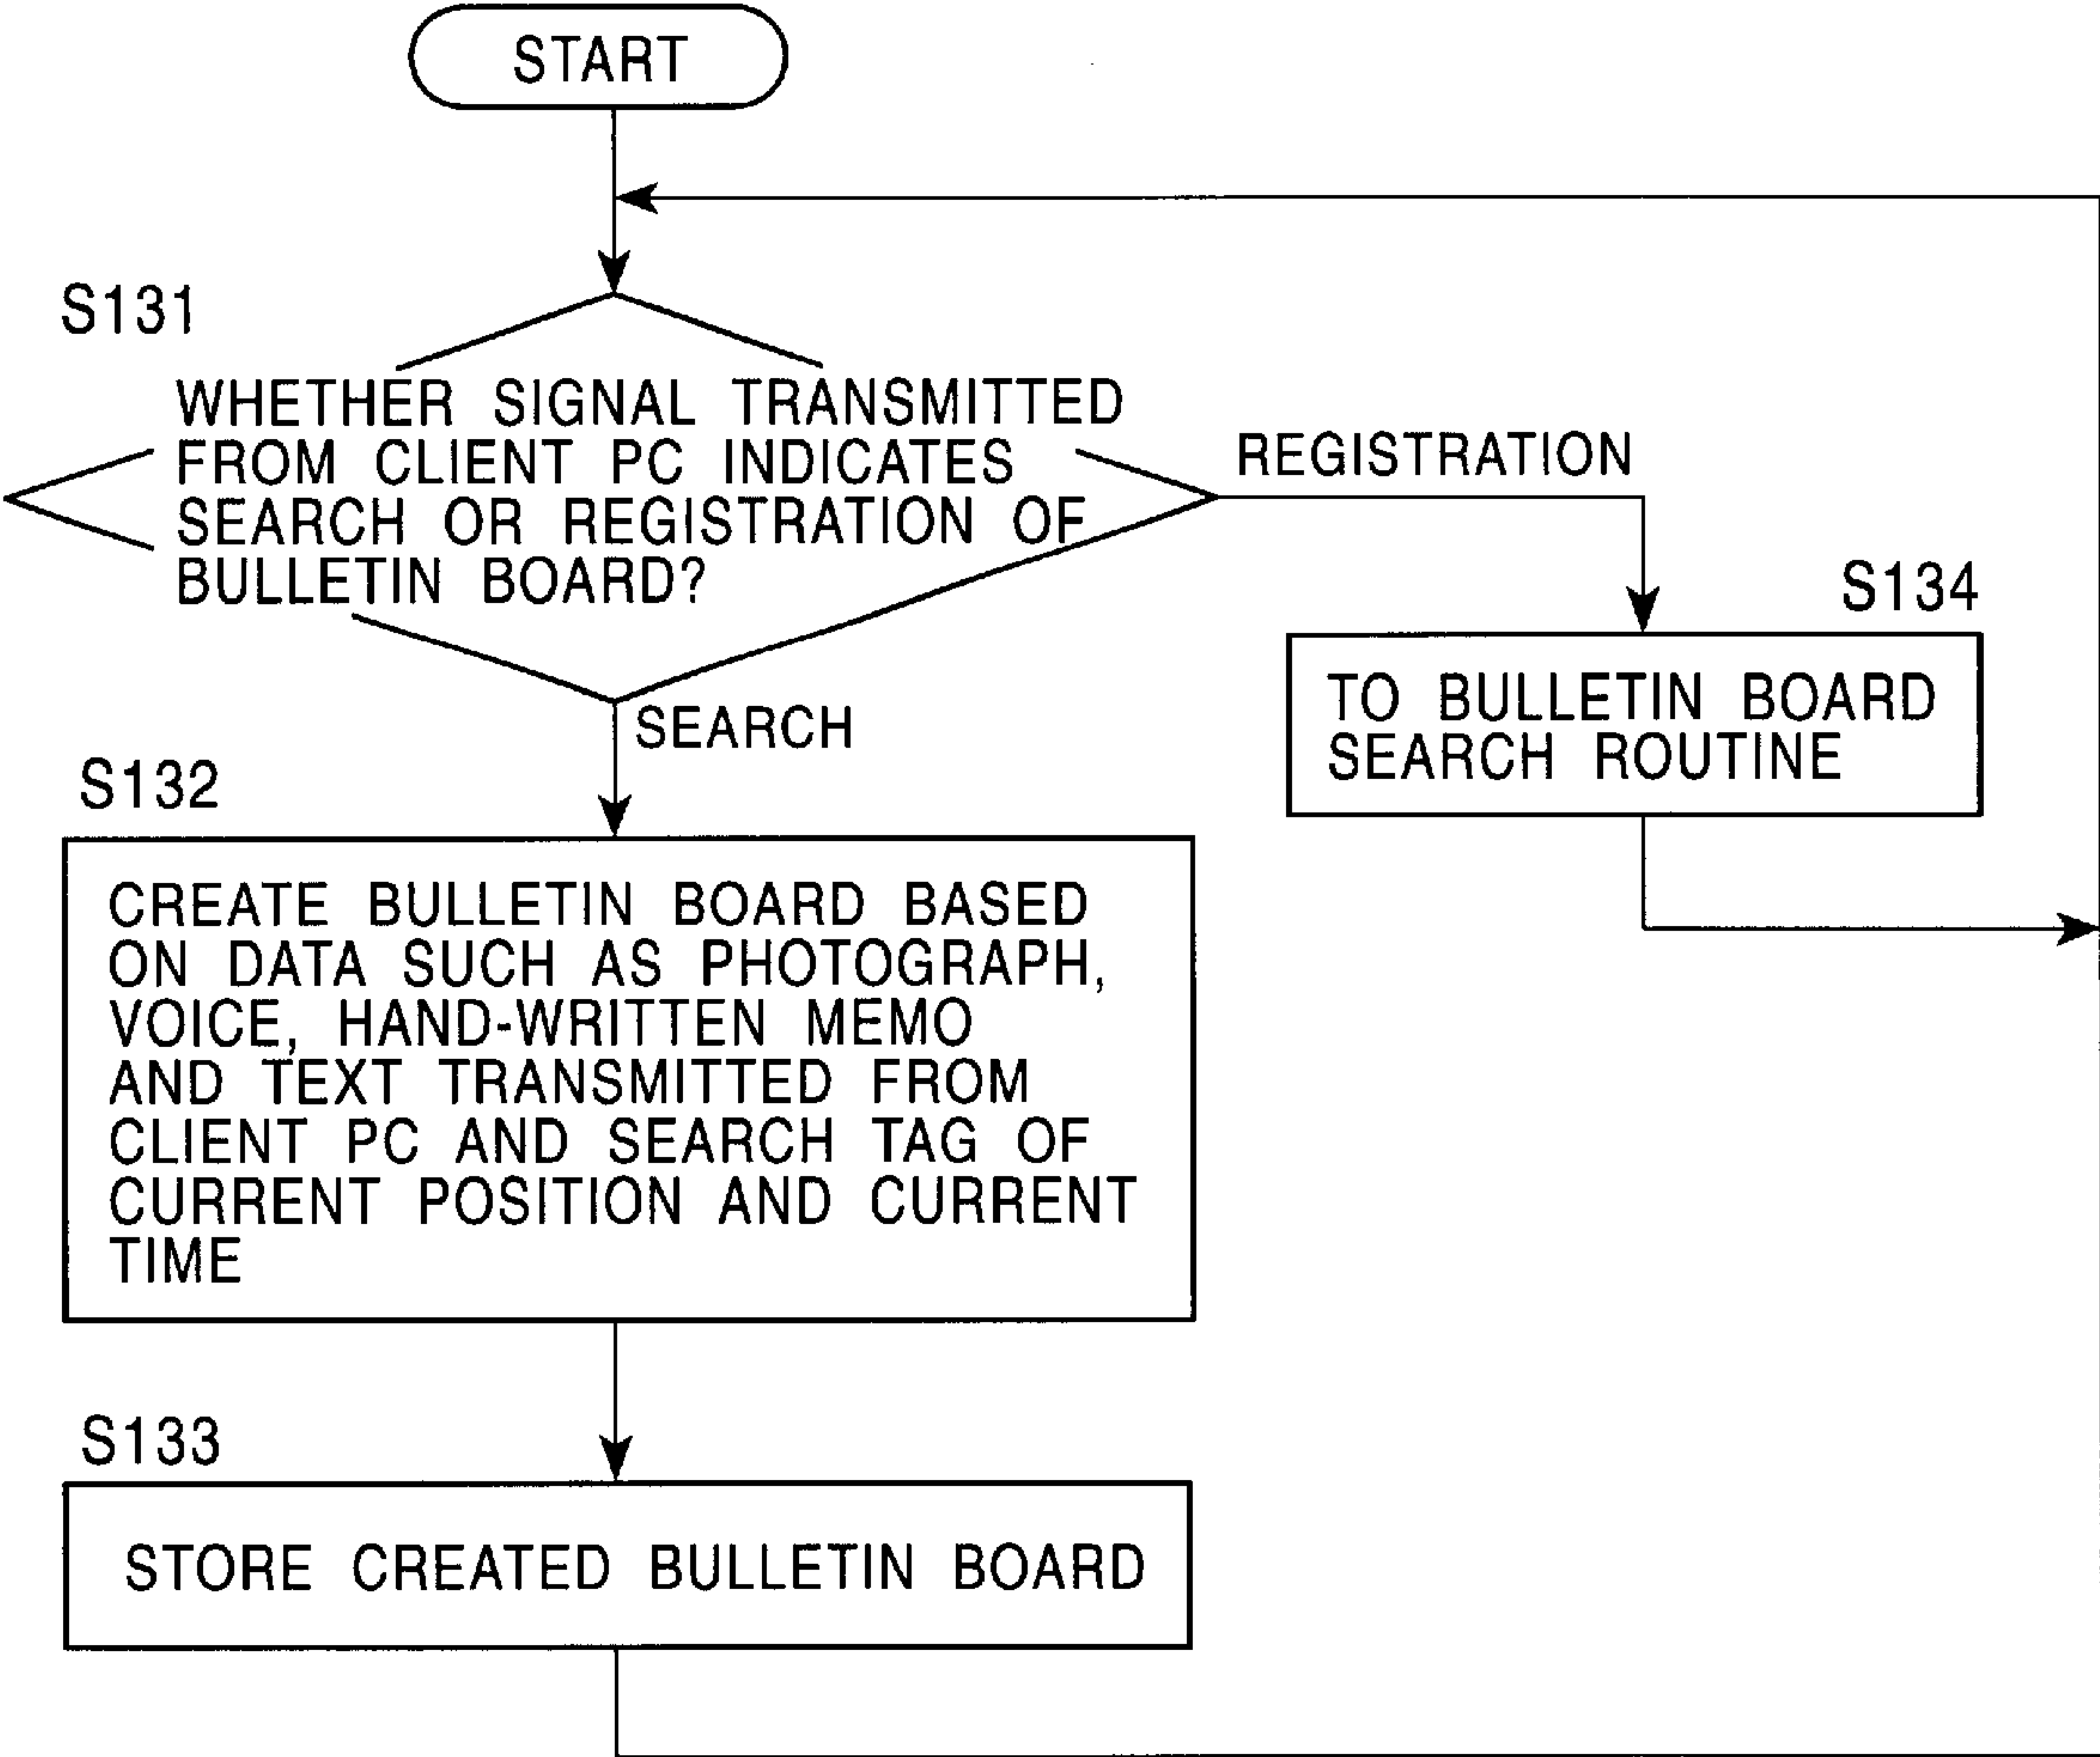 START
S131
WHETHER SIGNAL TRANSMITTED
FROM CLIENT PC INDICATES
SEARCH OR REGISTRATION OF
BULLETIN BOARD?
REGISTRATION
S134
TO BULLETIN BOARD
SEARCH ROUTINE
SEARCH
S132
CREATE BULLETIN BOARD BASED
ON DATA SUCH AS PHOTOGRAPH,
VOICE, HAND-WRITTEN MEMO
AND TEXT TRANSMITTED FROM
CLIENT PC AND SEARCH TAG OF
CURRENT POSITION AND CURRENT
TIME
S133
STORE CREATED BULLETIN BOARD